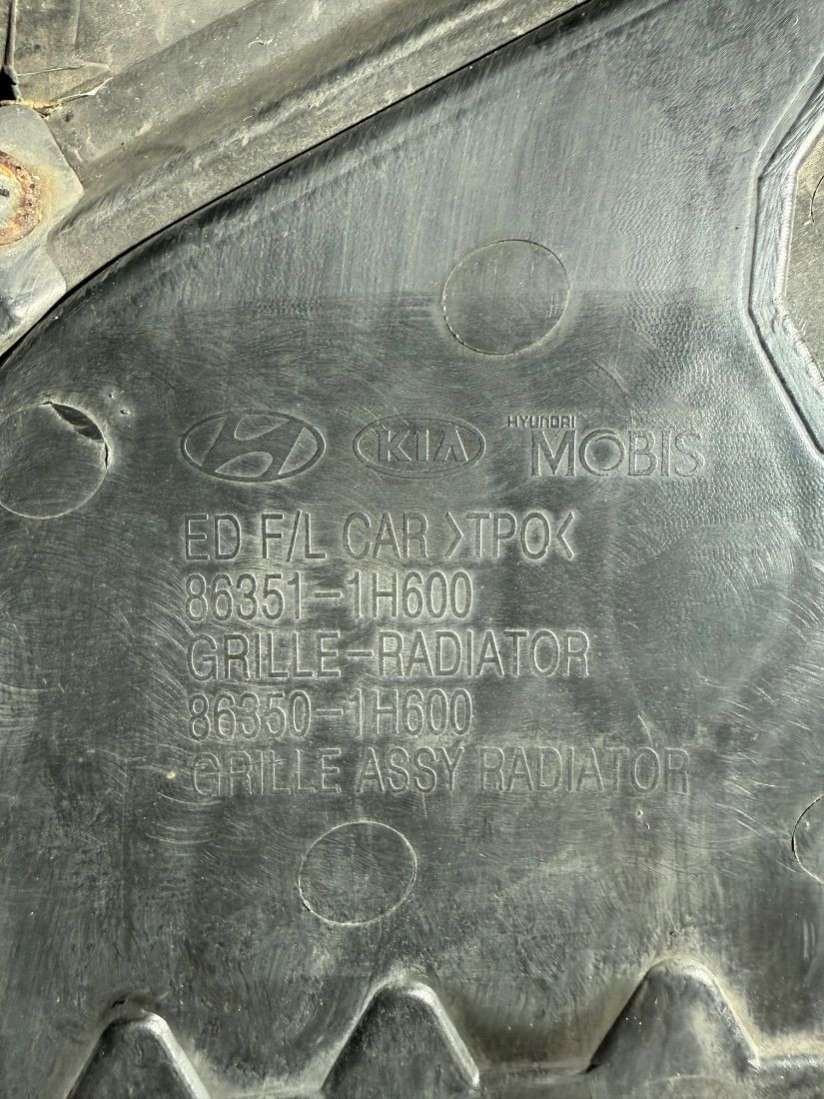 KIA HYUNDAI MOBIS
ED F/L CAR >TPO<
86351-1H600
GRILLE-RADIATOR
86350-1H600
GRILLE ASSY RADIATOR